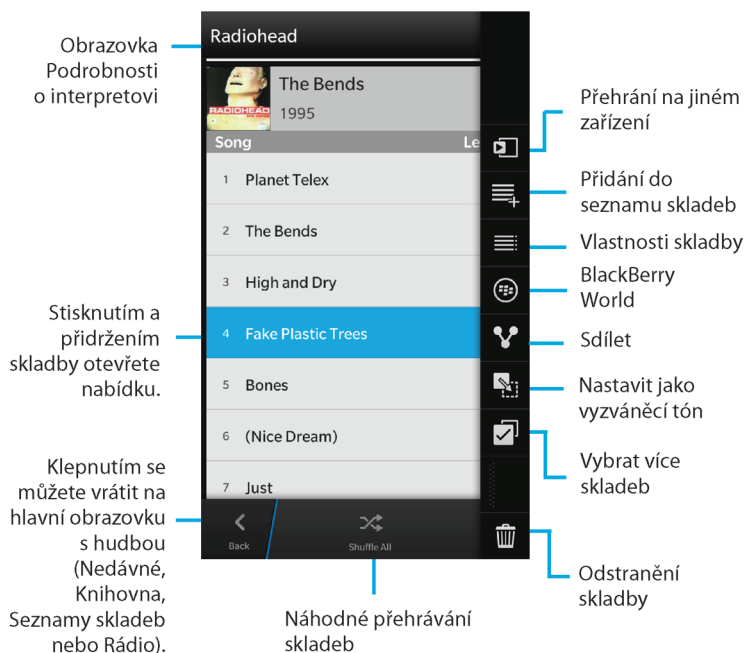 Obrazovka
Podrobnosti
o interpretovi
Stisknutím a
přidržením
skladby otevřete
nabídku.
Klepnutím se
můžete vrátit na
hlavní obrazovku
s hudbou
(Nedávné,
Knihovna,
Seznamy skladeb
nebo Rádio).
Radiohead
RADIOHEAD
The Bends
1995
Song Le
1 Planet Telex
2 The Bends
3 High and Dry
4 Fake Plastic Trees
5 Bones
6 (Nice Dream)
7 Just
Back
Shuffle All
Náhodné přehrávání
skladeb
Přehrání na jiném
zařízení
Přidání do
seznamu skladeb
Vlastnosti skladby
BlackBerry
World
Sdílet
Nastavit jako
vyzváněcí tón
Vybrat více
skladeb
Odstranění
skladby